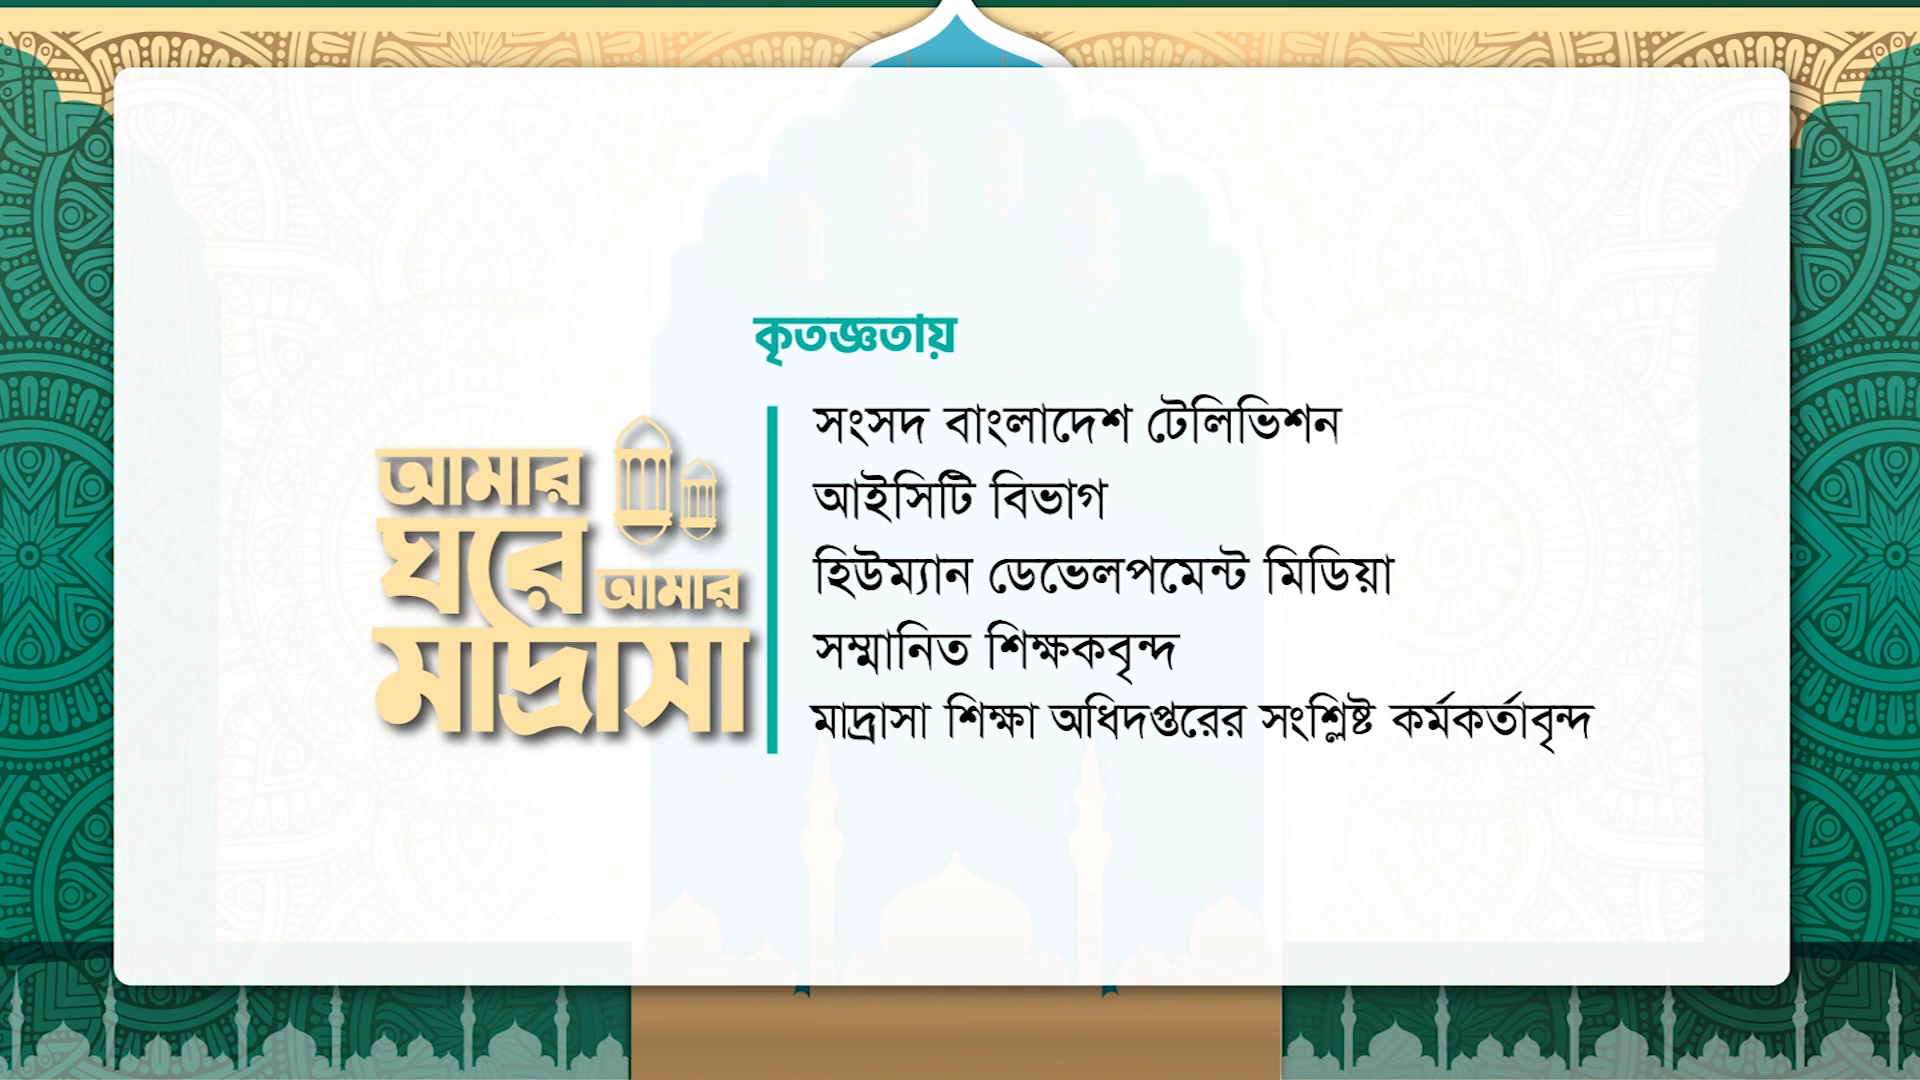 আমার
ঘরে আমার
মাদ্রাসা
কৃতজ্ঞতায়
সংসদ বাংলাদেশ টেলিভিশন
আইসিটি বিভাগ
হিউম্যান ডেভেলপমেন্ট মিডিয়া
সম্মানিত শিক্ষকবৃন্দ
মাদ্রাসা শিক্ষা অধিদপ্তরের সংশ্লিষ্ট কর্মকর্তাবৃন্দ